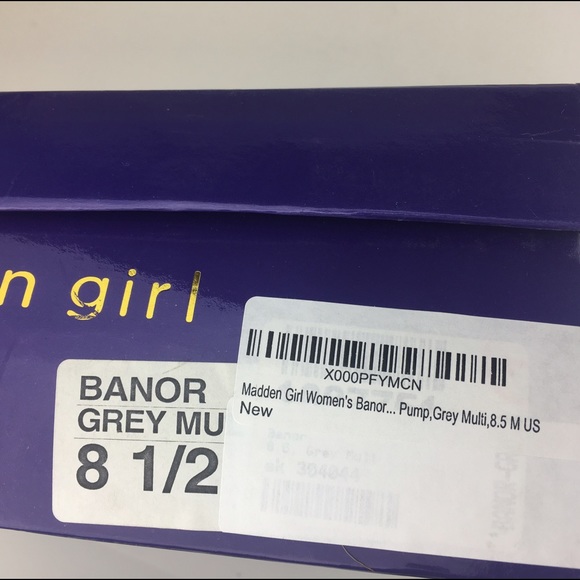 n girl
BANOR
GREY MU
8 1/2
X000PFYMCN
Madden Girl Women's Banor... Pump,Grey Multi,8.5 M US
New